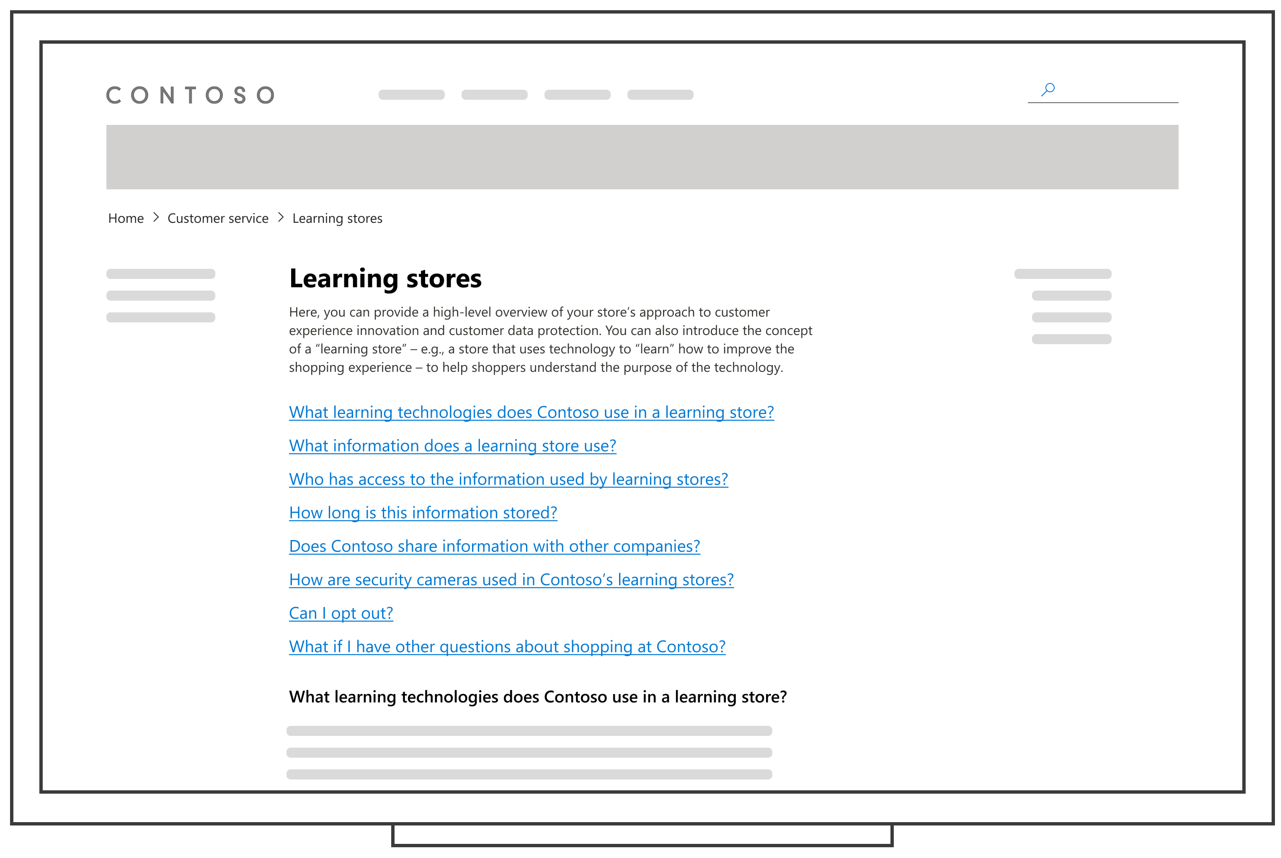 CONTOSO
Home > Customer service > Learning stores
Learning stores
Here, you can provide a high-level overview of your store’s approach to customer
experience innovation and customer data protection. You can also introduce the concept
of a “learning store” – e.g., a store that uses technology to “learn” how to improve the
shopping experience – to help shoppers understand the purpose of the technology.
What learning technologies does Contoso use in a learning store?
What information does a learning store use?
Who has access to the information used by learning stores?
How long is this information stored?
Does Contoso share information with other companies?
How are security cameras used in Contoso’s learning stores?
Can I opt out?
What if I have other questions about shopping at Contoso?
What learning technologies does Contoso use in a learning store?